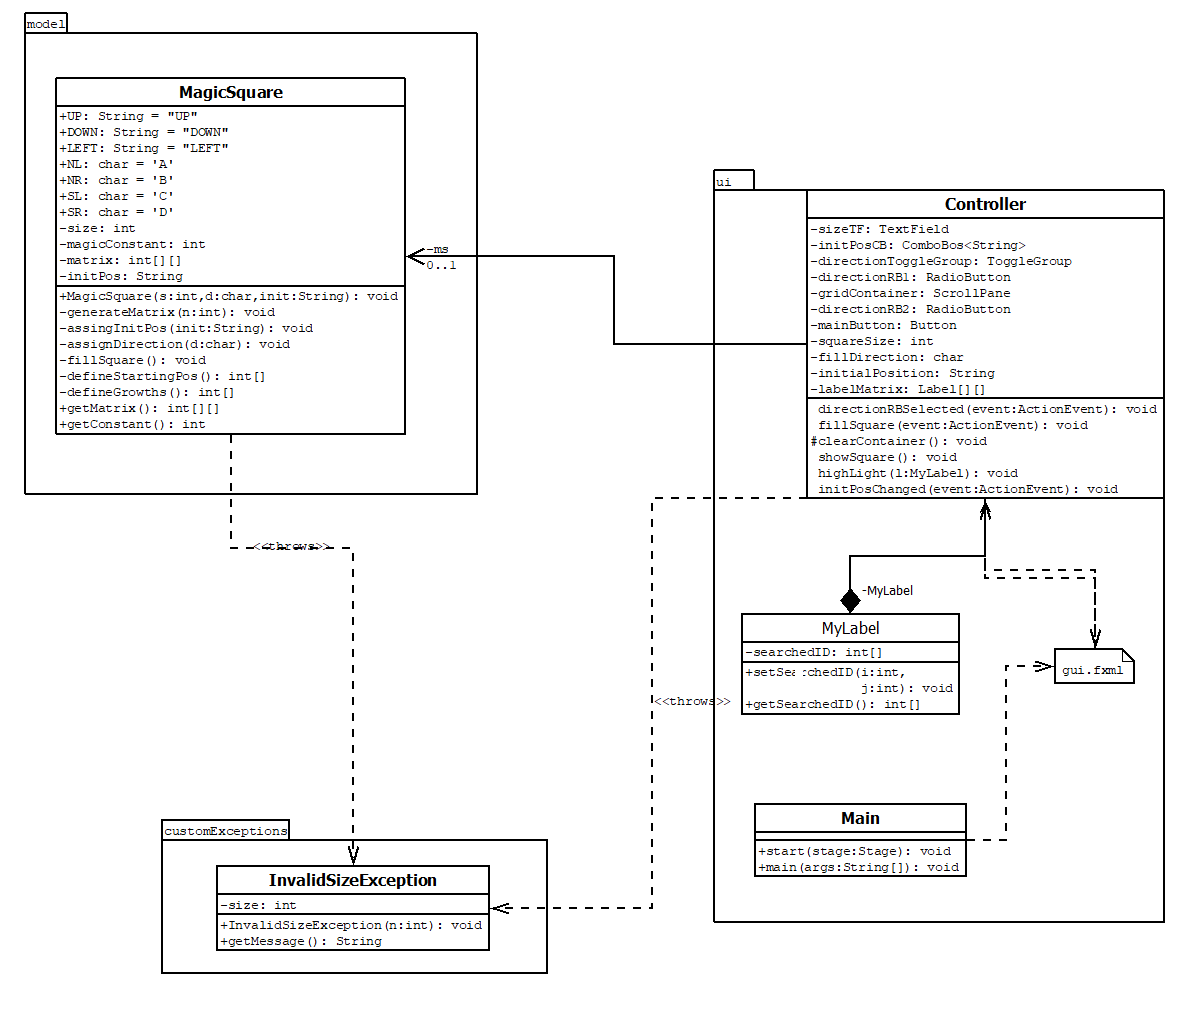 model
MagicSquare
+UP: String = "UP"
+DOWN: String = "DOWN"
+LEFT: String = "LEFT"
+NL: char = 'A'
+NR: char = 'B'
+SL: char = 'C'
+SR: char = 'D'
-size: int
-magicConstant: int
-matrix: int[][]
-initPos: String
+MagicSquare(s:int,d:char,init:String): void
-generateMatrix(n:int): void
-assingInitPos(init:String): void
-assignDirection(d:char): void
-fillSquare(): void
-defineStartingPos(): int[]
-defineGrowths(): int[]
+getMatrix(): int[][]
+getConstant(): int
-ms
0..1
ui
Controller
-sizeTF: TextField
-initPosCB: ComboBos<String>
-directionToggleGroup: ToggleGroup
-directionRB1: RadioButton
-gridContainer: ScrollPane
-directionRB2: RadioButton
-mainButton: Button
-squareSize: int
-fillDirection: char
-initialPosition: String
-labelMatrix: Label[][]
directionRBSelected(event:ActionEvent): void
fillSquare(event:ActionEvent): void
#clearContainer(): void
showSquare(): void
highLight(l:MyLabel): void
initPosChanged(event:ActionEvent): void
<<throws>>
-MyLabel
MyLabel
-searchedID: int[]
+setSearchedID(i:int,
j:int): void
+getSearchedID(): int[]
gui.fxml
<<throws>>
Main
+start(stage:Stage): void
+main(args:String[]): void
customExceptions
InvalidSizeException
-size: int
+InvalidSizeException(n:int): void
+getMessage(): String